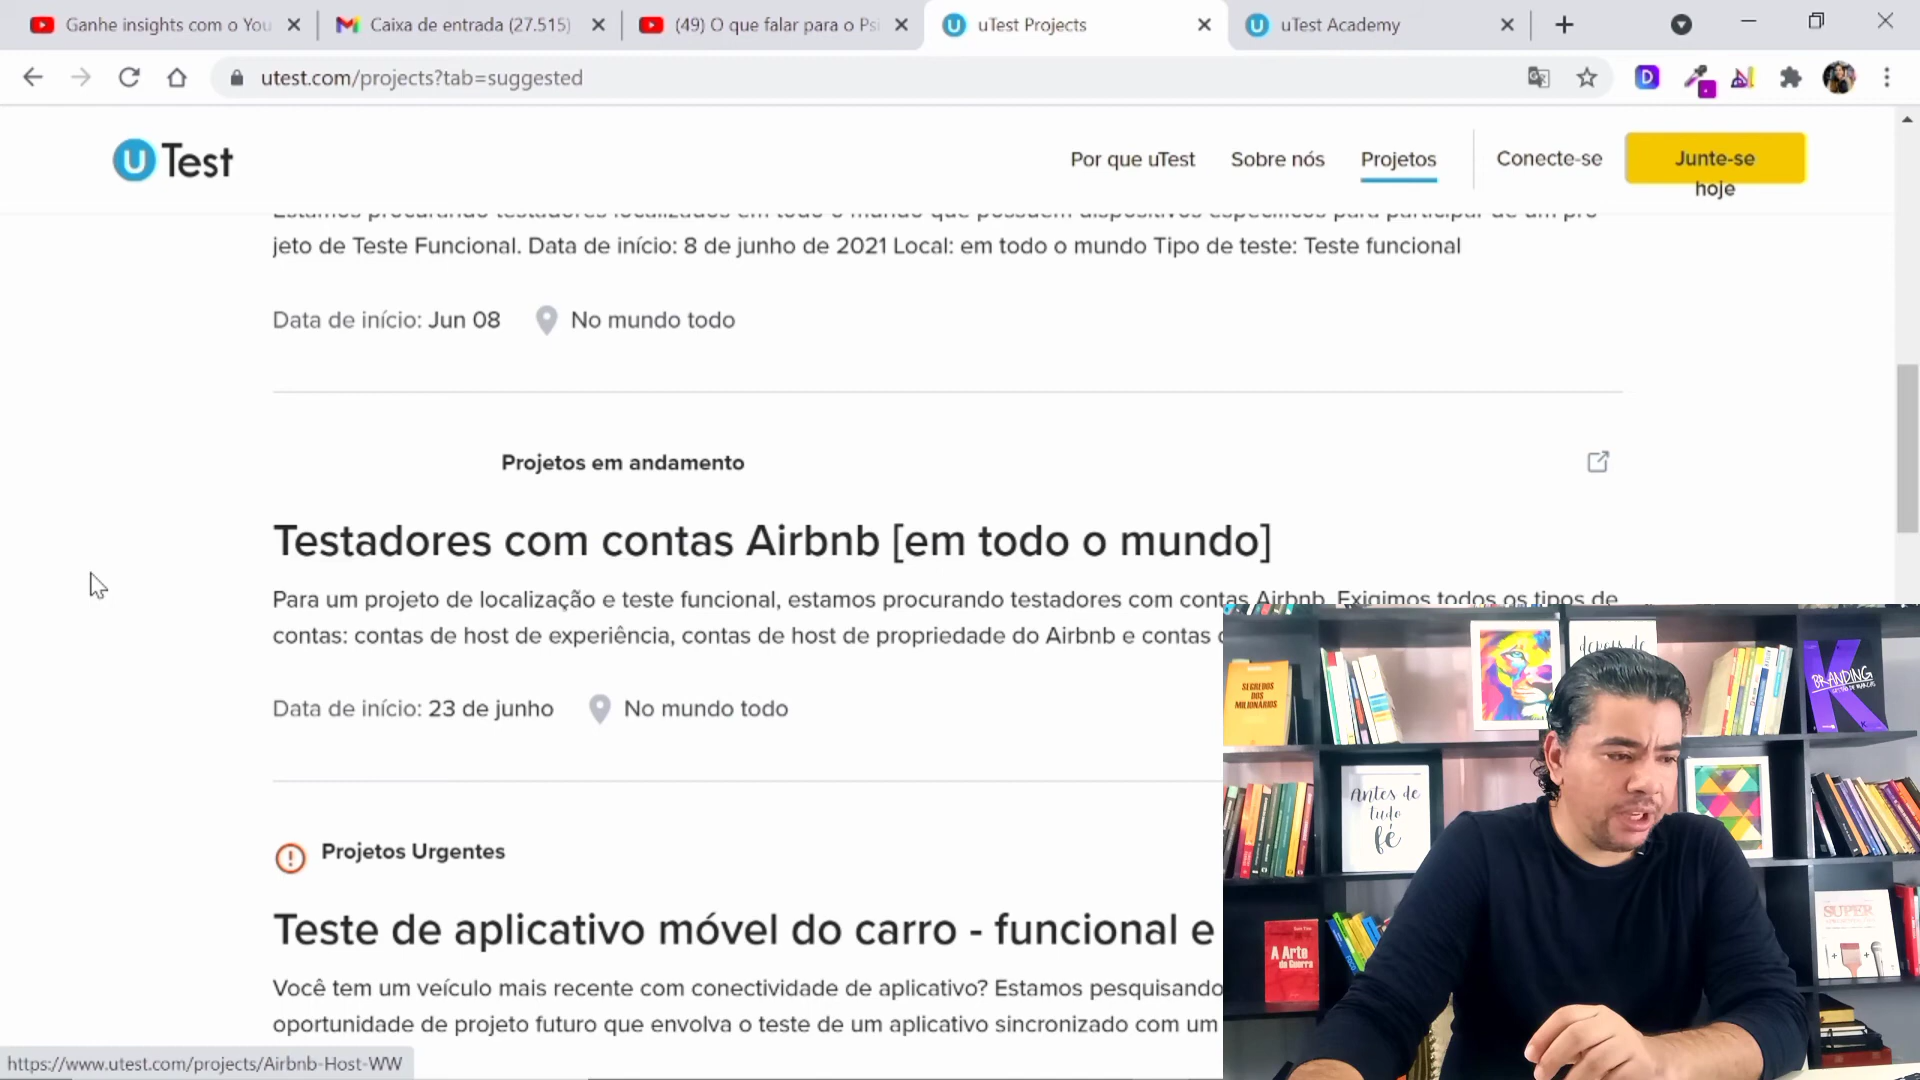 Ganhe insights com o You
Caixa de entrada (27.515)
(49) O que falar para o Psi
uTest Projects
uTest Academy
utest.com/projects?tab=suggested
uTest
Por que uTest
Sobre nós
Projetos
Conecte-se
Junte-se
hoje
Estamos procurando testadores localizados em todo o mundo que possuem dispositivos específicos para participar de um pro-
jeto de Teste Funcional. Data de início: 8 de junho de 2021 Local: em todo o mundo Tipo de teste: Teste funcional
Data de início: Jun 08
No mundo todo
Projetos em andamento
Testadores com contas Airbnb [em todo o mundo]
Para um projeto de localização e teste funcional, estamos procurando testadores com contas Airbnb. Exigimos todos os tipos de
contas: contas de host de experiência, contas de host de propriedade do Airbnb e contas
Data de início: 23 de junho
No mundo todo
Projetos Urgentes
Teste de aplicativo móvel do carro - funcional e
Você tem um veículo mais recente com conectividade de aplicativo? Estamos pesquisando
oportunidade de projeto futuro que envolva o teste de um aplicativo sincronizado com um
https://www.utest.com/projects/Airbnb-Host-WW
SEGREDOS
DOS
MILIONÁRIOS
depois de
K
BRANDING
Antes de
tudo
fé
A Arte
da Guerra
SUPER